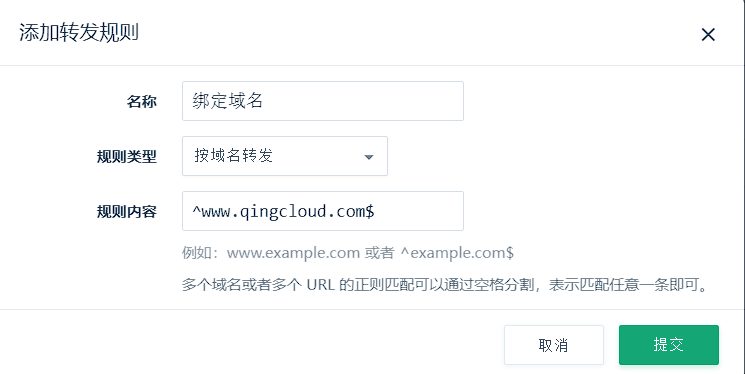 添加转发规则
名称 绑定域名
规则类型 按域名转发
规则内容 ^www.qingcloud.com$
例如：www.example.com 或者 ^example.com$
多个域名或者多个 URL 的正则匹配可以通过空格分割，表示匹配任意一条即可。
取消 提交